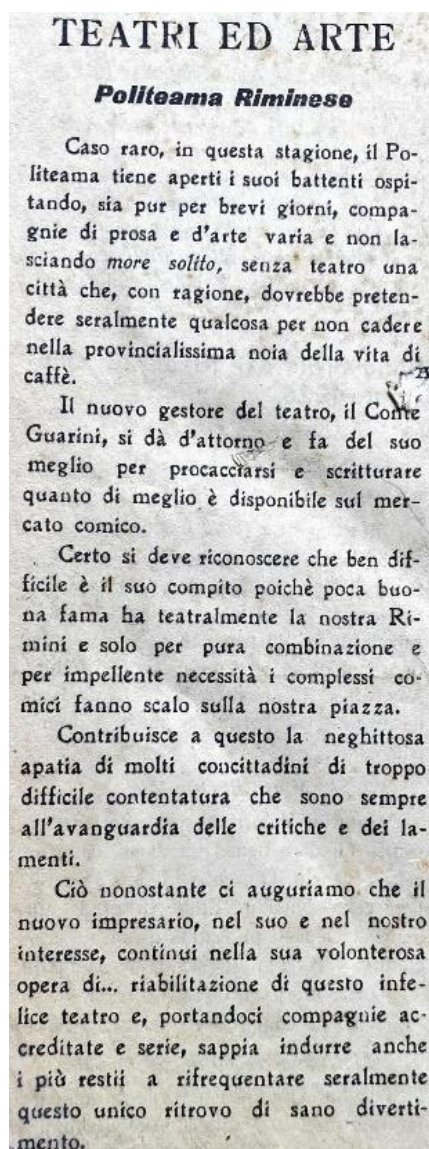 TEATRI ED ARTE
Politeama Riminese
Caso raro, in questa stagione, il Po-
liteama tiene aperti i suoi battenti ospi-
tando, sia pur per brevi giorni, compa-
gnie di prosa e d'arte varia e non la-
sciando more solito, senza teatro una
città che, con ragione, dovrebbe preten-
dere seralmente qualcosa per non cadere
nella provincialissima noia della vita di
caffè.
Il nuovo gestore del teatro, il Conte
Guarini, si dà d'attorno e fa del suo
meglio per procacciarsi e scritturare
quanto di meglio è disponibile sul mer-
cato comico.
Certo si deve riconoscere che ben dif-
ficile è il suo compito poichè poca buo-
na fama ha teatralmente la nostra Ri-
mini e solo per pura combinazione e
per impellente necessità i complessi co-
mici fanno scalo sulla nostra piazza.
Contribuisce a questo la neghittosa
apatia di molti concittadini di troppo
difficile contentatura che sono sempre
all'avanguardia delle critiche e dei la-
menti.
Ciò nonostante ci auguriamo che il
nuovo impresario, nel suo e nel nostro
interesse, continui nella sua volonterosa
opera di... riabilitazione di questo infe-
lice teatro e, portandoci compagnie ac-
creditate e serie, sappia indurre anche
i più restii a rifrequentare seralmente
questo unico ritrovo di sano diverti-
mento.